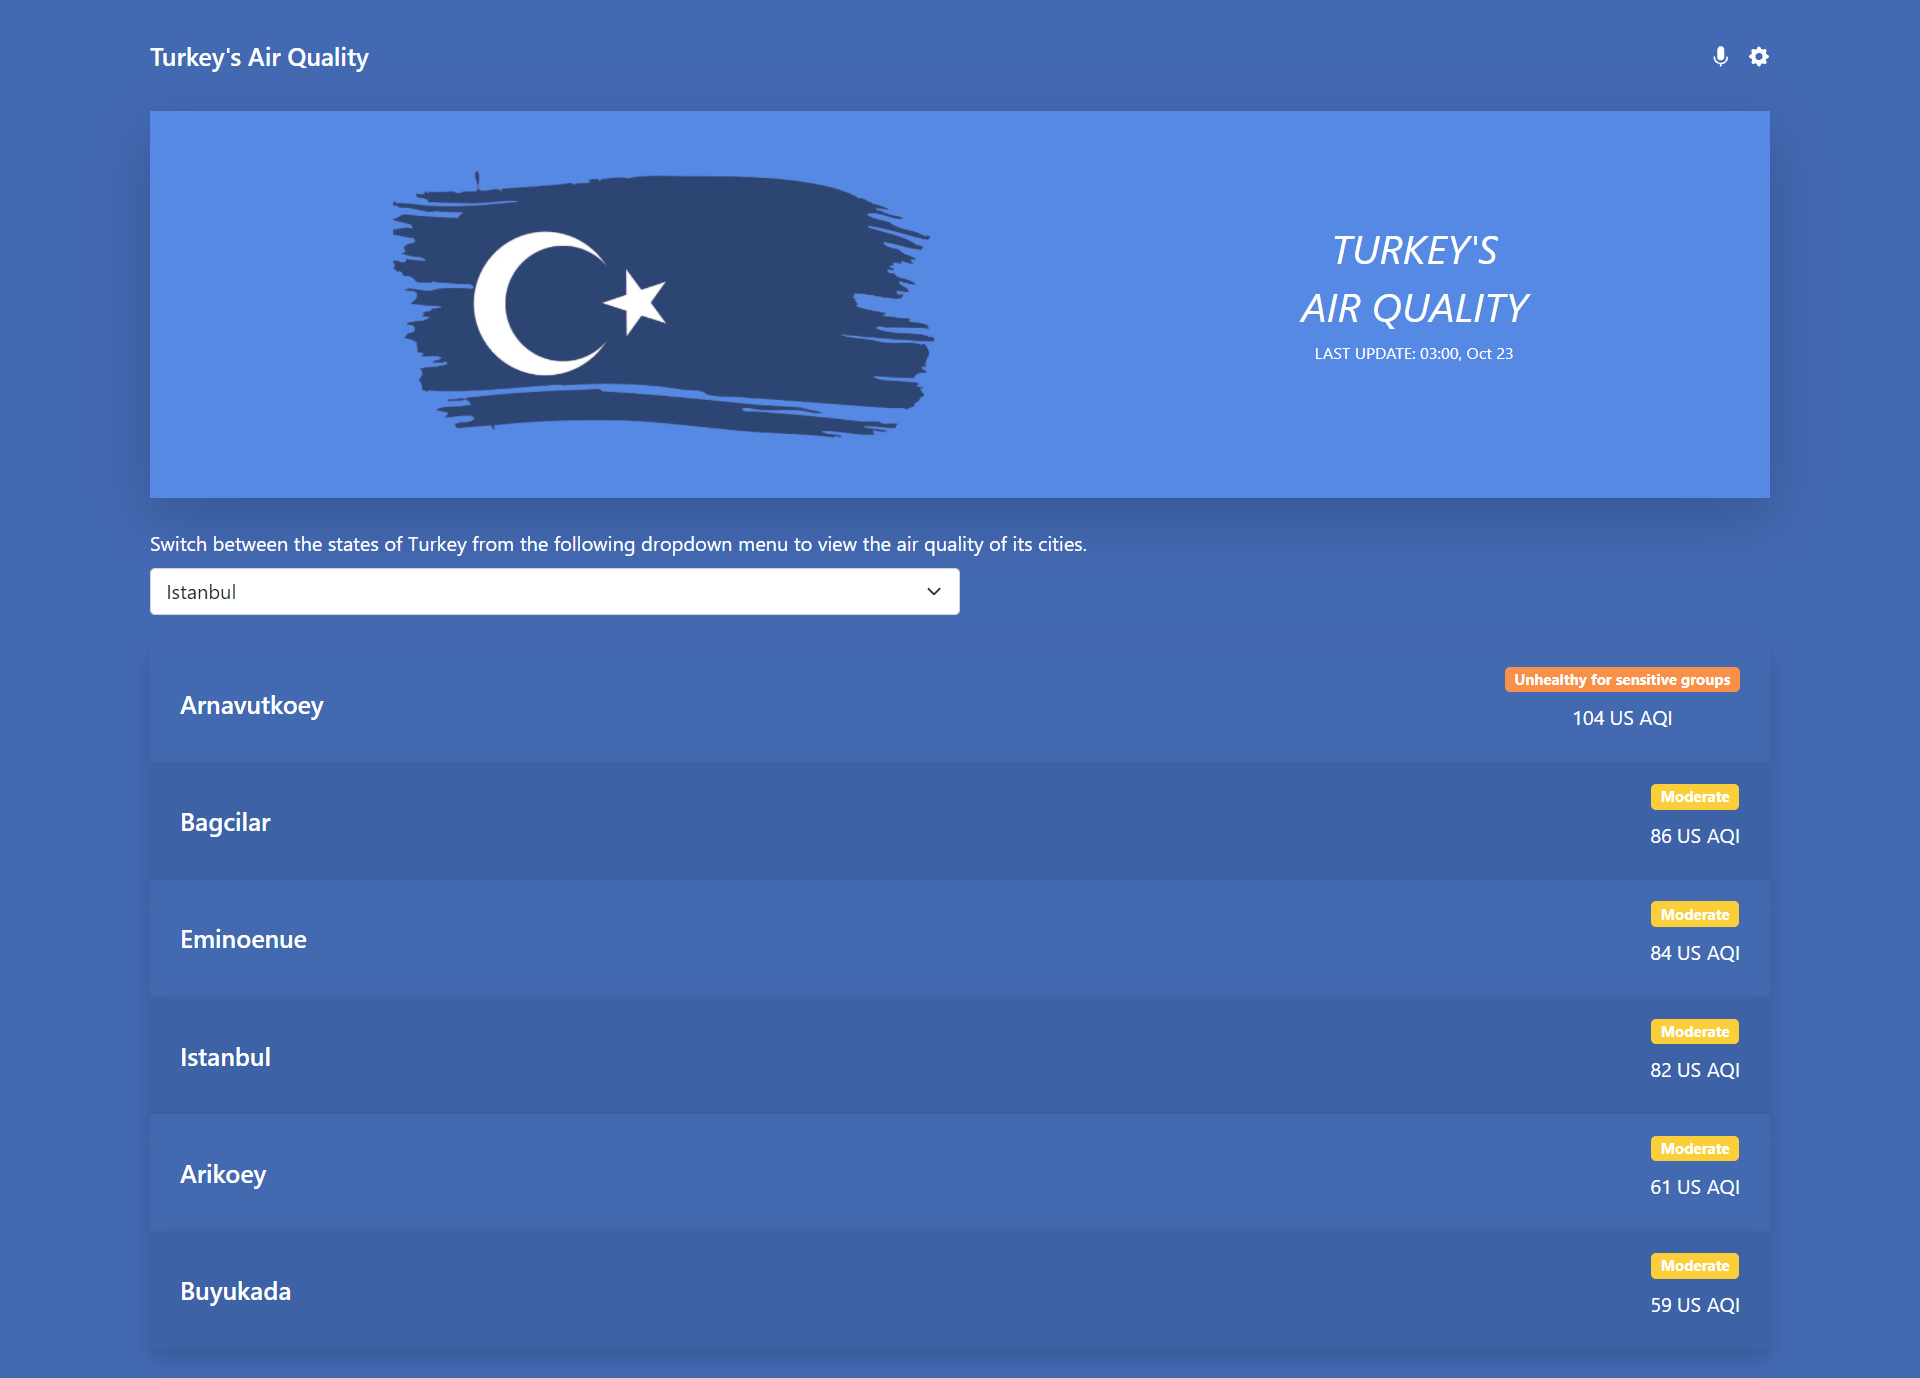 Turkey's Air Quality
TURKEY'S
AIR QUALITY
LAST UPDATE: 03:00, Oct 23
Switch between the states of Turkey from the following dropdown menu to view the air quality of its cities.
Istanbul
Arnavutkoey
Unhealthy for sensitive groups
104 US AQI
Bagcilar
Moderate
86 US AQI
Eminoenue
Moderate
84 US AQI
Istanbul
Moderate
82 US AQI
Arikoey
Moderate
61 US AQI
Buyukada
Moderate
59 US AQI